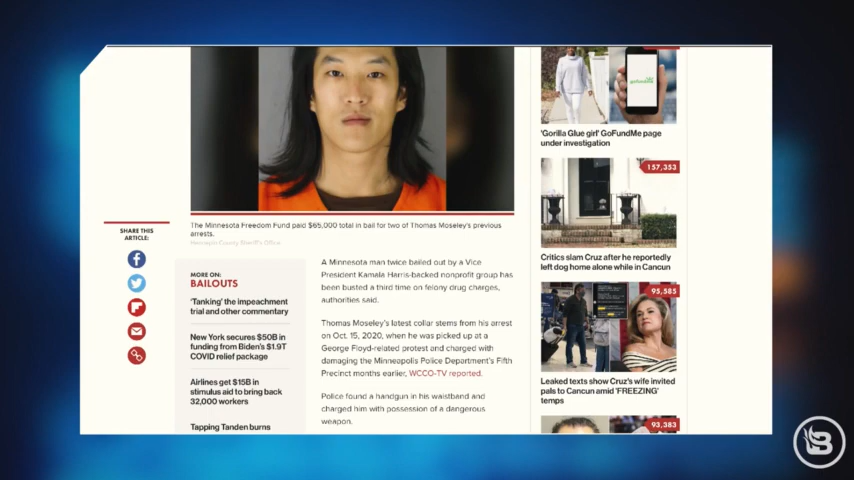 The Minnesota Freedom Fund paid $65,000 total in bail for two of Thomas Moseley's previous
arrests.
Hennepin County Sheriff's Office
SHARE THIS
ARTICLE:
MORE ON:
BAILOUTS
'Tanking' the impeachment
trial and other commentary
New York secures $50B in
funding from Biden's $1.9T
COVID relief package
Airlines get $15B in
stimulus aid to bring back
32,000 workers
Tapping Tanden burns
A Minnesota man twice bailed out by a Vice
President Kamala Harris-backed nonprofit group has
been busted a third time on felony drug charges,
authorities said.
Thomas Moseley's latest collar stems from his arrest
on Oct. 15, 2020, when he was picked up at a
George Floyd-related protest and charged with
damaging the Minneapolis Police Department's Fifth
Precinct months earlier, WCCO-TV reported.
Police found a handgun in his waistband and
charged him with possession of a dangerous
weapon.
gofundme
'Gorilla Glue girl' GoFundMe page
under investigation
157,353
Critics slam Cruz after he reportedly
left dog home alone while in Cancun
95,585
Leaked texts show Cruz's wife invited
pals to Cancun amid 'FREEZING'
temps
93,383
B